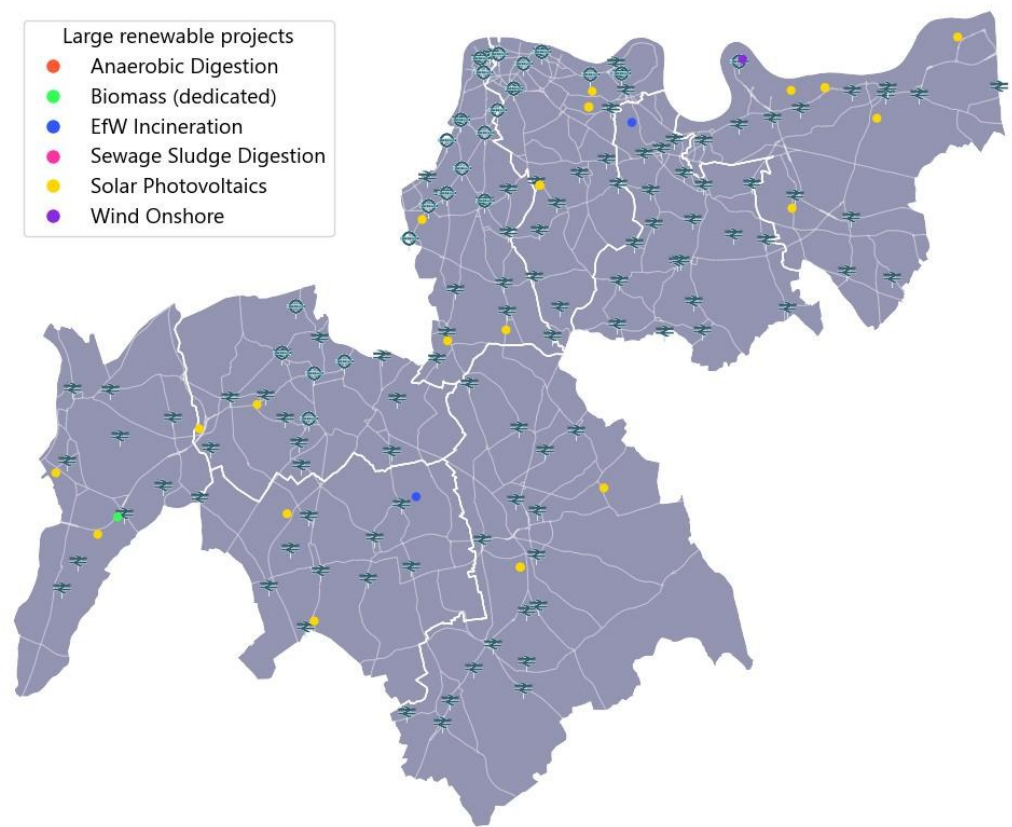 Large renewable projects
Anaerobic Digestion
Biomass (dedicated)
EfW Incineration
Sewage Sludge Digestion
Solar Photovoltaics
Wind Onshore